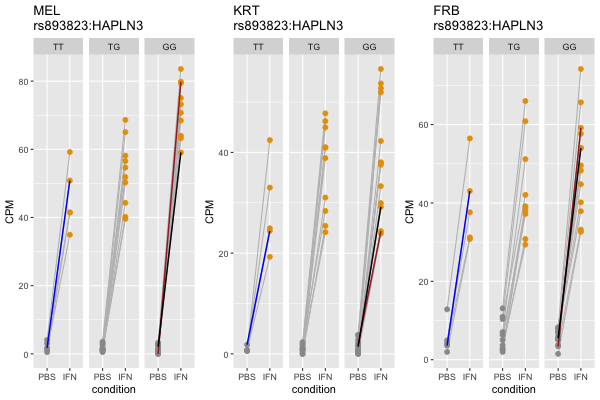 MEL
rs893823:HAPLN3
TT TG GG
CPM
80
60
40
20
0
PBS IFN PBS IFN PBS IFN
condition
KRT
rs893823:HAPLN3
TT TG GG
CPM
40
20
0
PBS IFN PBS IFN PBS IFN
condition
FRB
rs893823:HAPLN3
TT TG GG
CPM
60
40
20
0
PBS IFN PBS IFN PBS IFN
condition